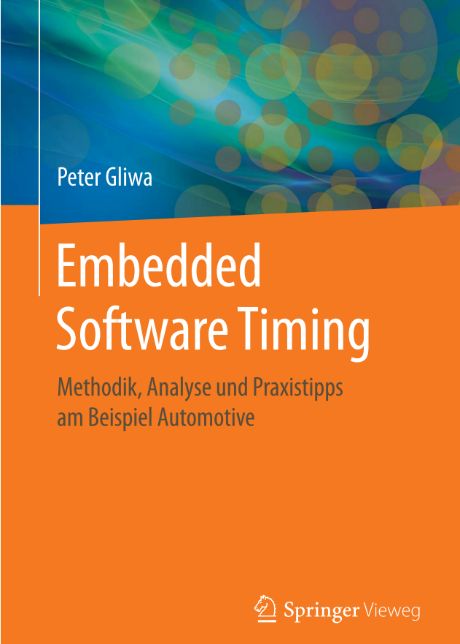 Peter Gliwa
Embedded
Software Timing
Methodik, Analyse und Praxistipps
am Beispiel Automotive
Springer Vieweg